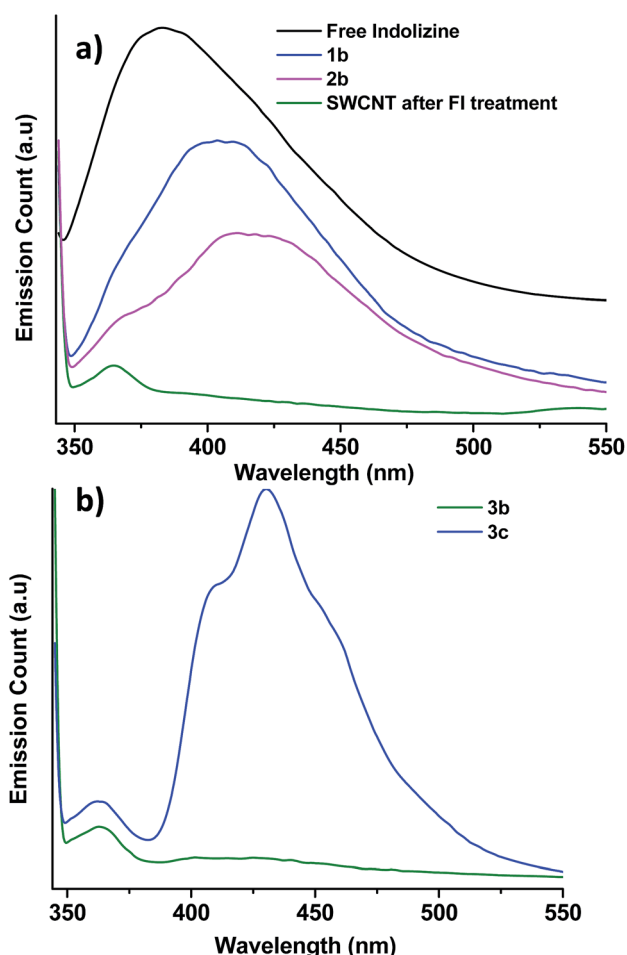 a)
Free Indolizine
1b
2b
SWCNT after FI treatment
Emission Count (a.u)
350 400 450 500 550
Wavelength (nm)
b)
3b
3c
Emission Count (a.u)
350 400 450 500 550
Wavelength (nm)